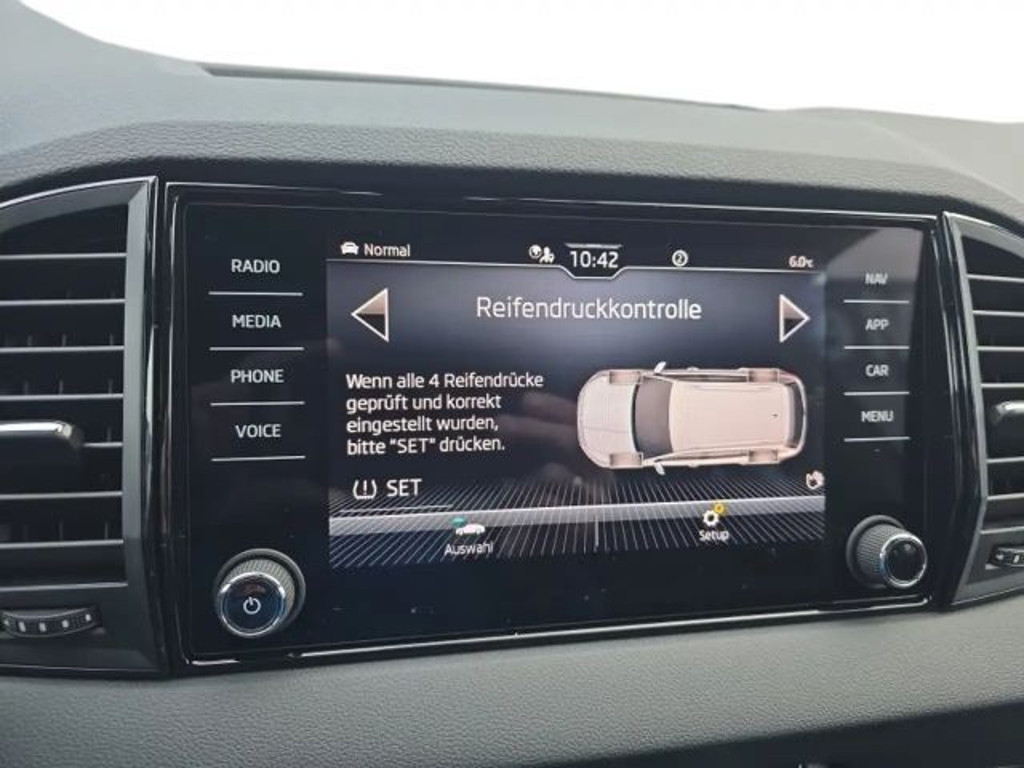 Normal
10:42
2
6.0°C
RADIO
MEDIA
PHONE
VOICE
Reifendruckkontrolle
Wenn alle 4 Reifendrücke
geprüft und korrekt
eingestellt wurden,
bitte "SET" drücken.
SET
Auswahl
Setup
NAV
APP
CAR
MENU